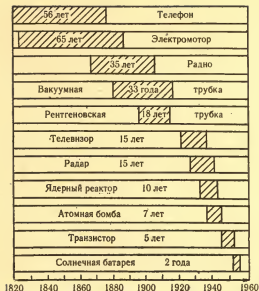 56 лет Телефон
65 лет Электромотор
35 лет Радио
Вакуумная 33 года трубка
Рентгеновская 18 лет трубка
Телевизор 15 лет
Радар 15 лет
Ядерный реактор 10 лет
Атомная бомба 7 лет
Транзистор 5 лет
Солнечная батарея 2 года
1820 1840 1860 1880 1900 1920 1940 1960